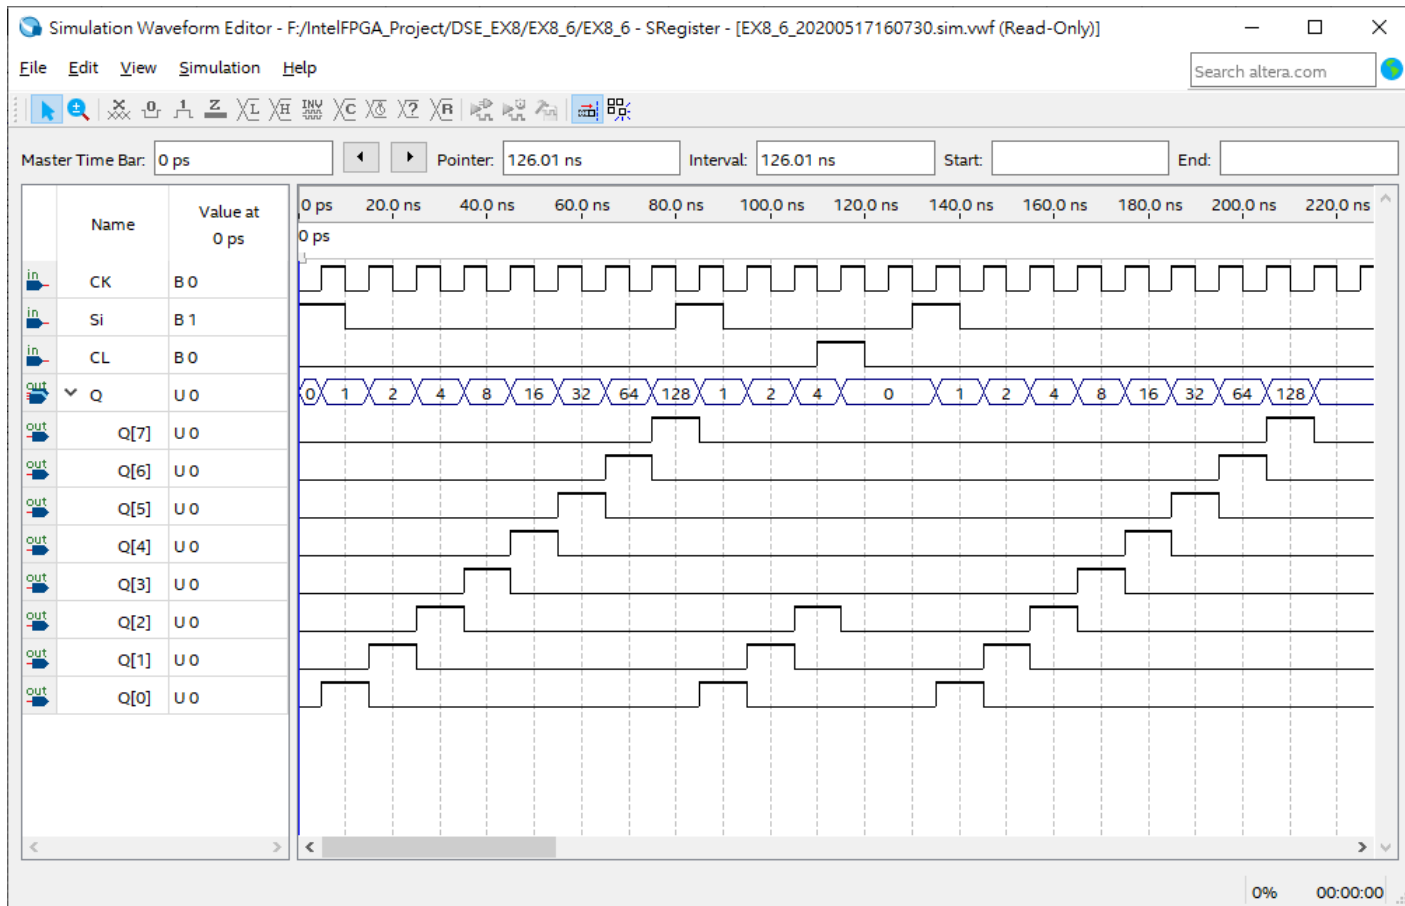 Simulation Waveform Editor - F:/IntelFPGA_Project/DSE_EX8/EX8_6/EX8_6 - SRegister - [EX8_6_20200517160730.sim.vwf (Read-Only)]
File Edit View Simulation Help
Search altera.com
Master Time Bar: 0 ps Pointer: 126.01 ns Interval: 126.01 ns Start: End:
Name Value at 0 ps
0 ps 20.0 ns 40.0 ns 60.0 ns 80.0 ns 100.0 ns 120.0 ns 140.0 ns 160.0 ns 180.0 ns 200.0 ns 220.0 ns
0 ps
in CK B 0
in Si B 1
in CL B 0
out Q U 0 0 1 2 4 8 16 32 64 128 1 2 4 0 1 2 4 8 16 32 64 128
out Q[7] U 0
out Q[6] U 0
out Q[5] U 0
out Q[4] U 0
out Q[3] U 0
out Q[2] U 0
out Q[1] U 0
out Q[0] U 0
0% 00:00:00